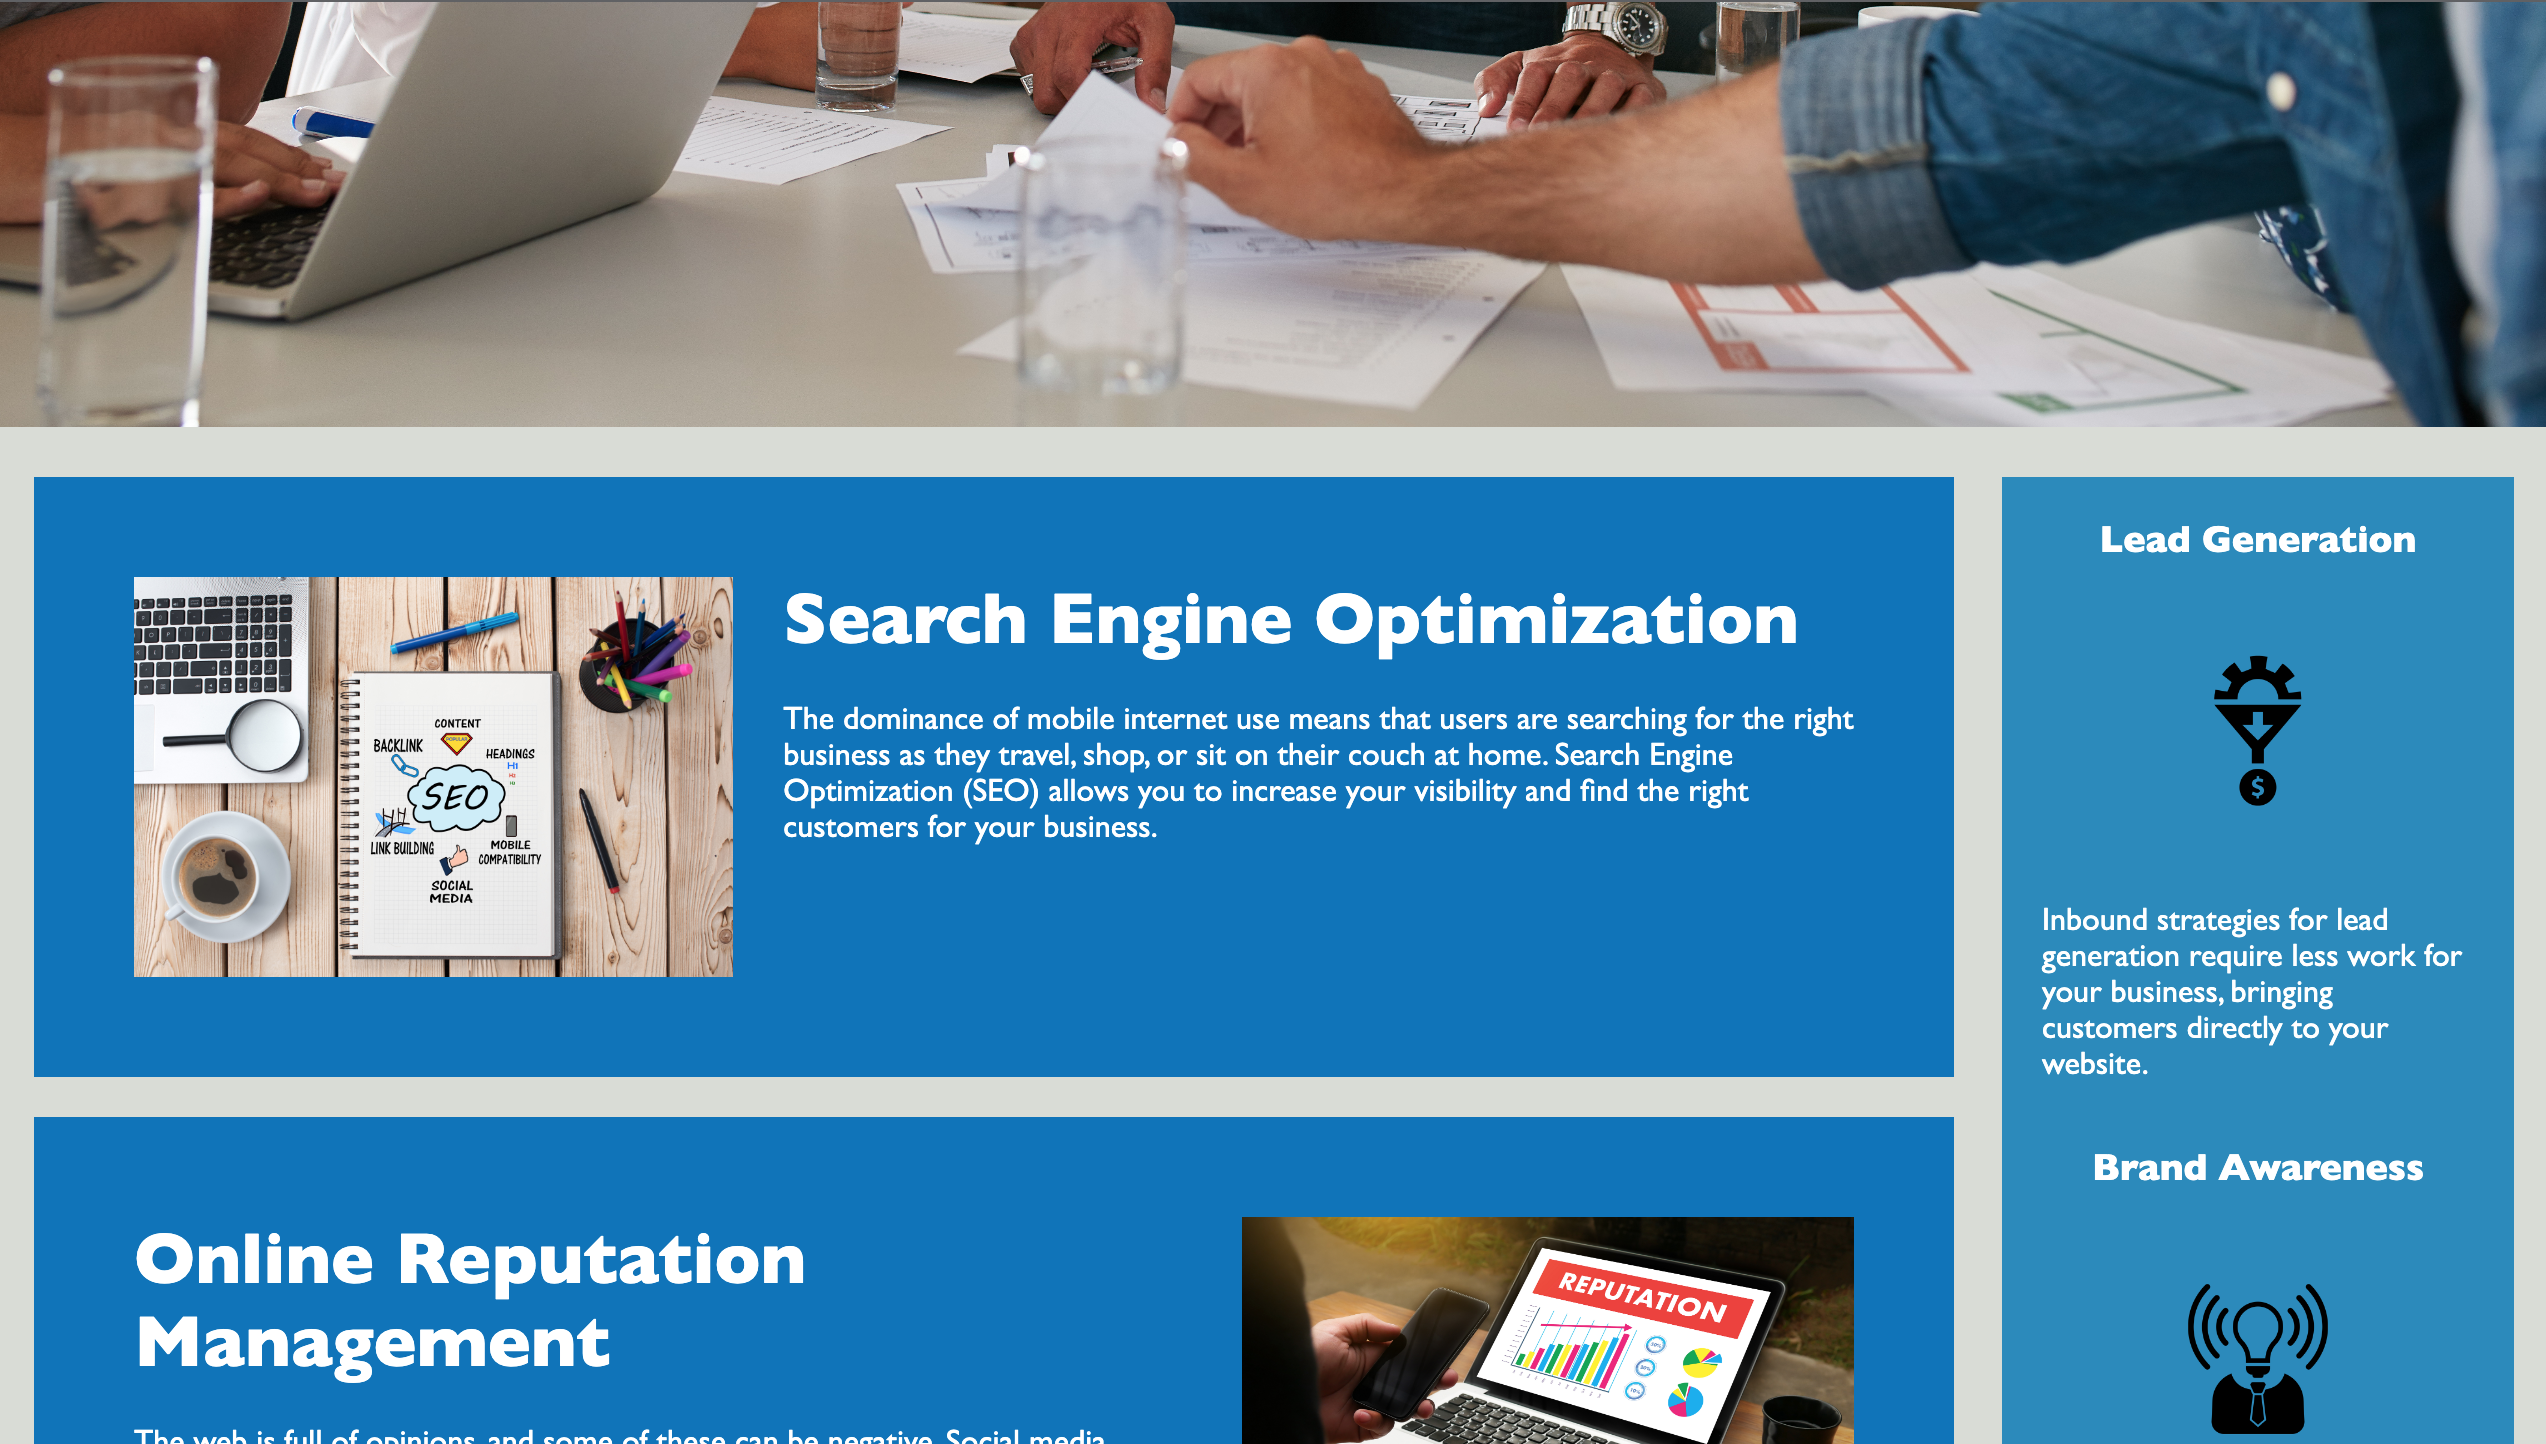 Search Engine Optimization
The dominance of mobile internet use means that users are searching for the right
business as they travel, shop, or sit on their couch at home. Search Engine
Optimization (SEO) allows you to increase your visibility and find the right
customers for your business.
CONTENT
BACKLINK
HEADINGS
H1
H2
H3
SEO
LINK BUILDING
MOBILE
COMPATIBILITY
SOCIAL
MEDIA
Online Reputation
Management
The web is full of opinions, and some of these can be negative. Social media
REPUTATION
Lead Generation
$
Inbound strategies for lead
generation require less work for
your business, bringing
customers directly to your
website.
Brand Awareness